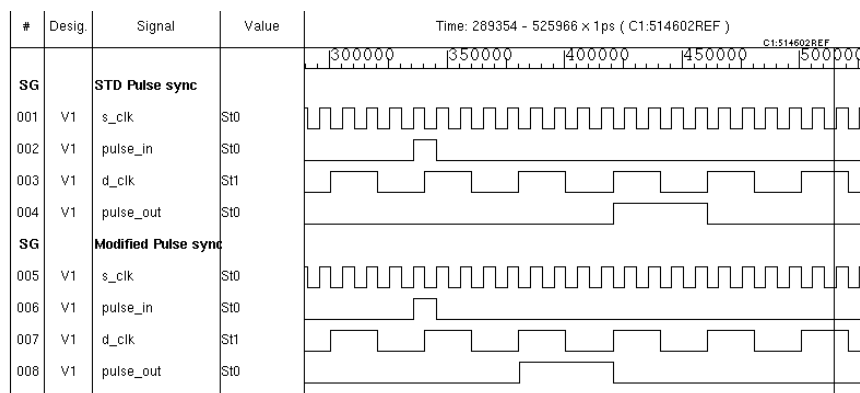 # Desig. Signal Value Time: 289354 - 525966 x 1ps ( C1:514602REF )
C1:514602REF
300000 350000 400000 450000 500000
SG STD Pulse sync
001 V1 s_clk St0
002 V1 pulse_in St0
003 V1 d_clk St1
004 V1 pulse_out St0
SG Modified Pulse sync
005 V1 s_clk St0
006 V1 pulse_in St0
007 V1 d_clk St1
008 V1 pulse_out St0